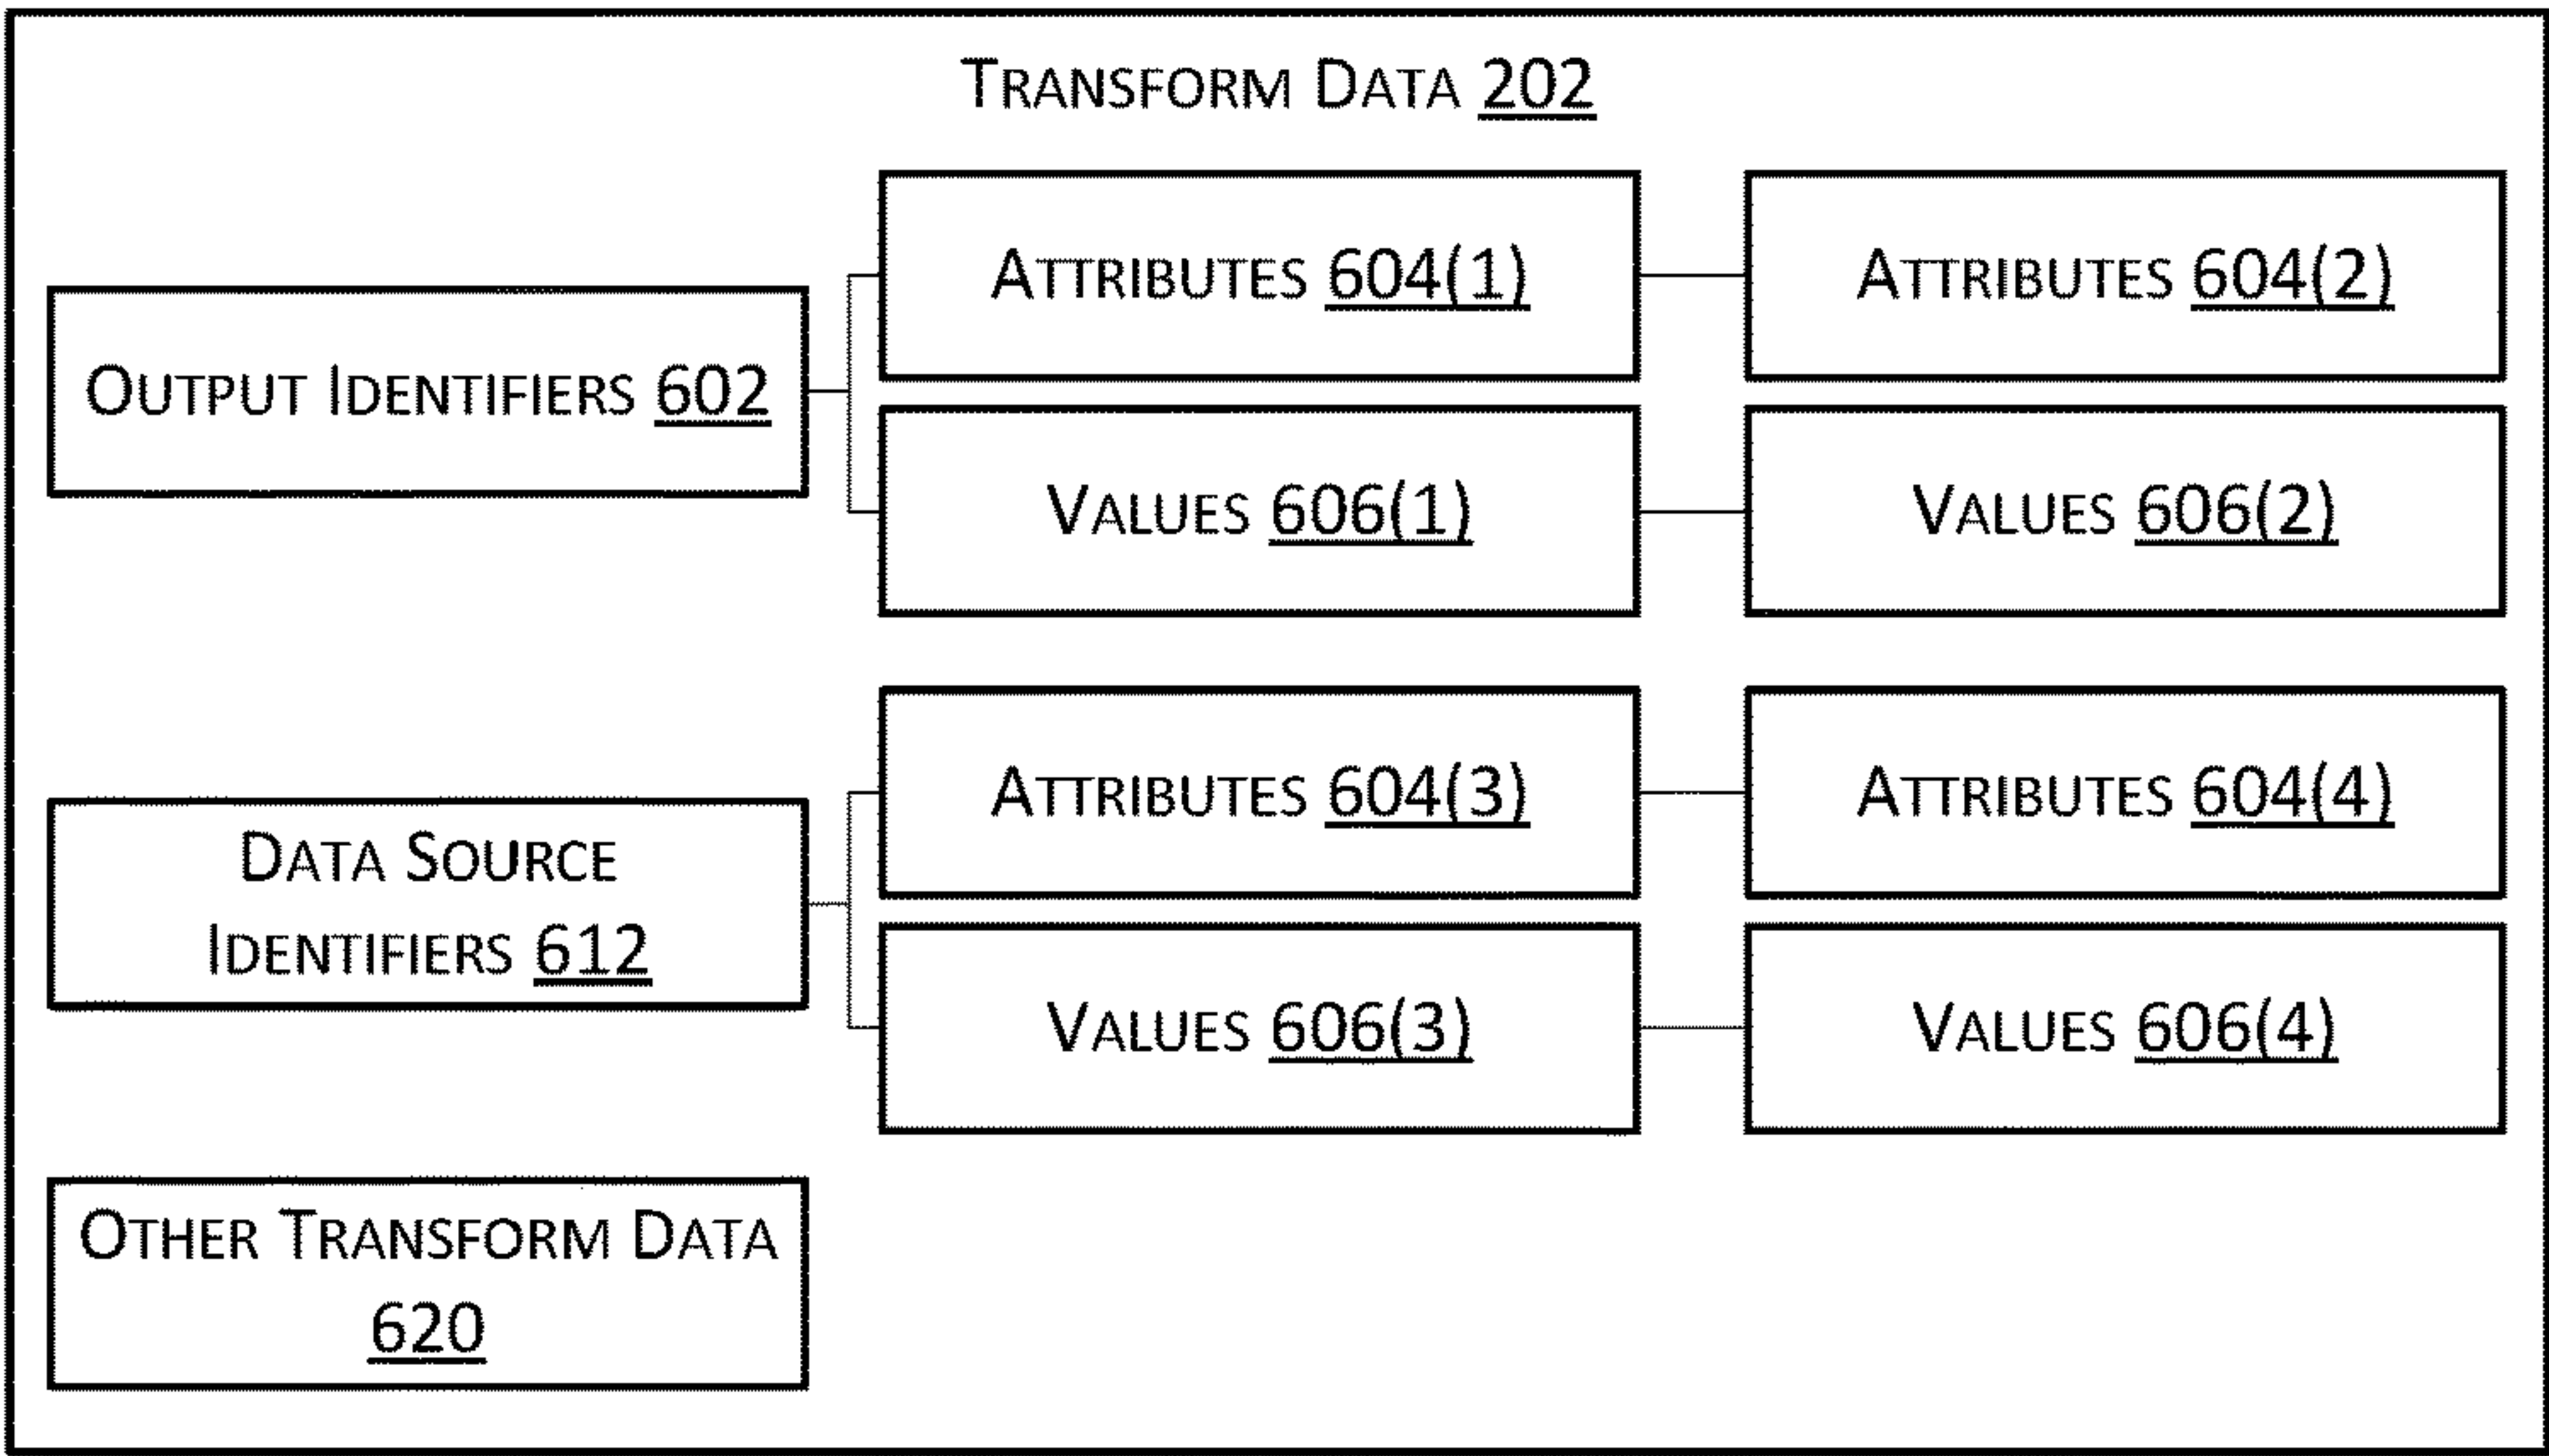 TRANSFORM DATA 202
OUTPUT IDENTIFIERS 602
ATTRIBUTES 604(1)
ATTRIBUTES 604(2)
VALUES 606(1)
VALUES 606(2)
DATA SOURCE
IDENTIFIERS 612
ATTRIBUTES 604(3)
ATTRIBUTES 604(4)
VALUES 606(3)
VALUES 606(4)
OTHER TRANSFORM DATA
620